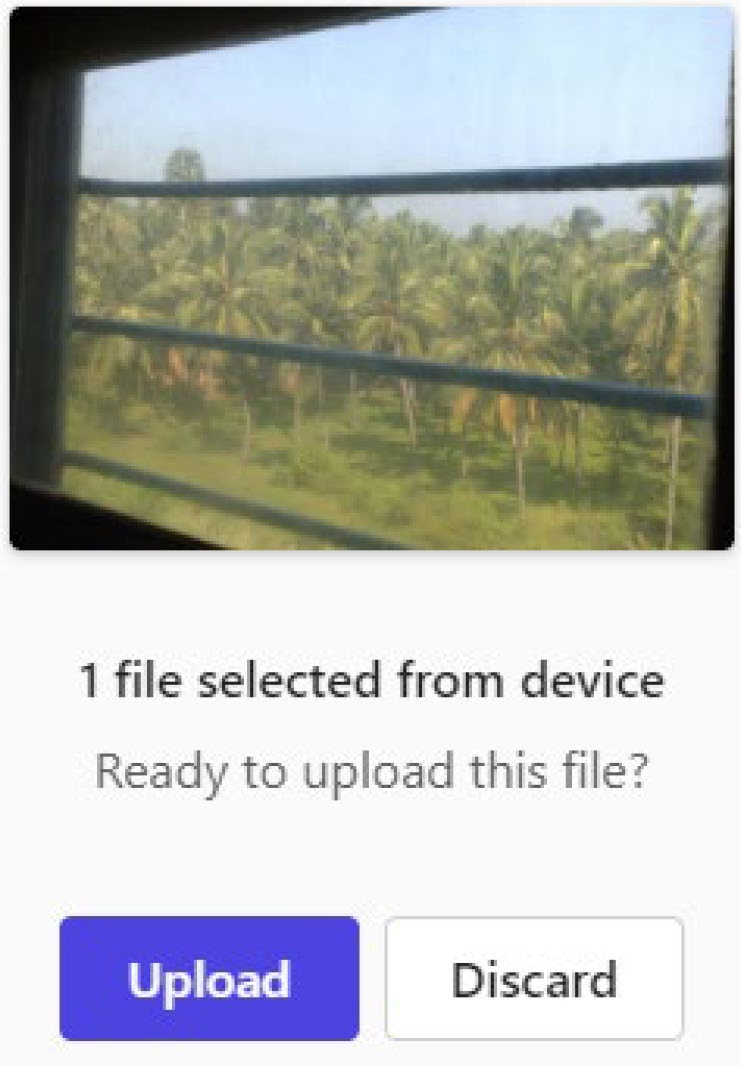 1 file selected from device
Ready to upload this file?
Upload
Discard